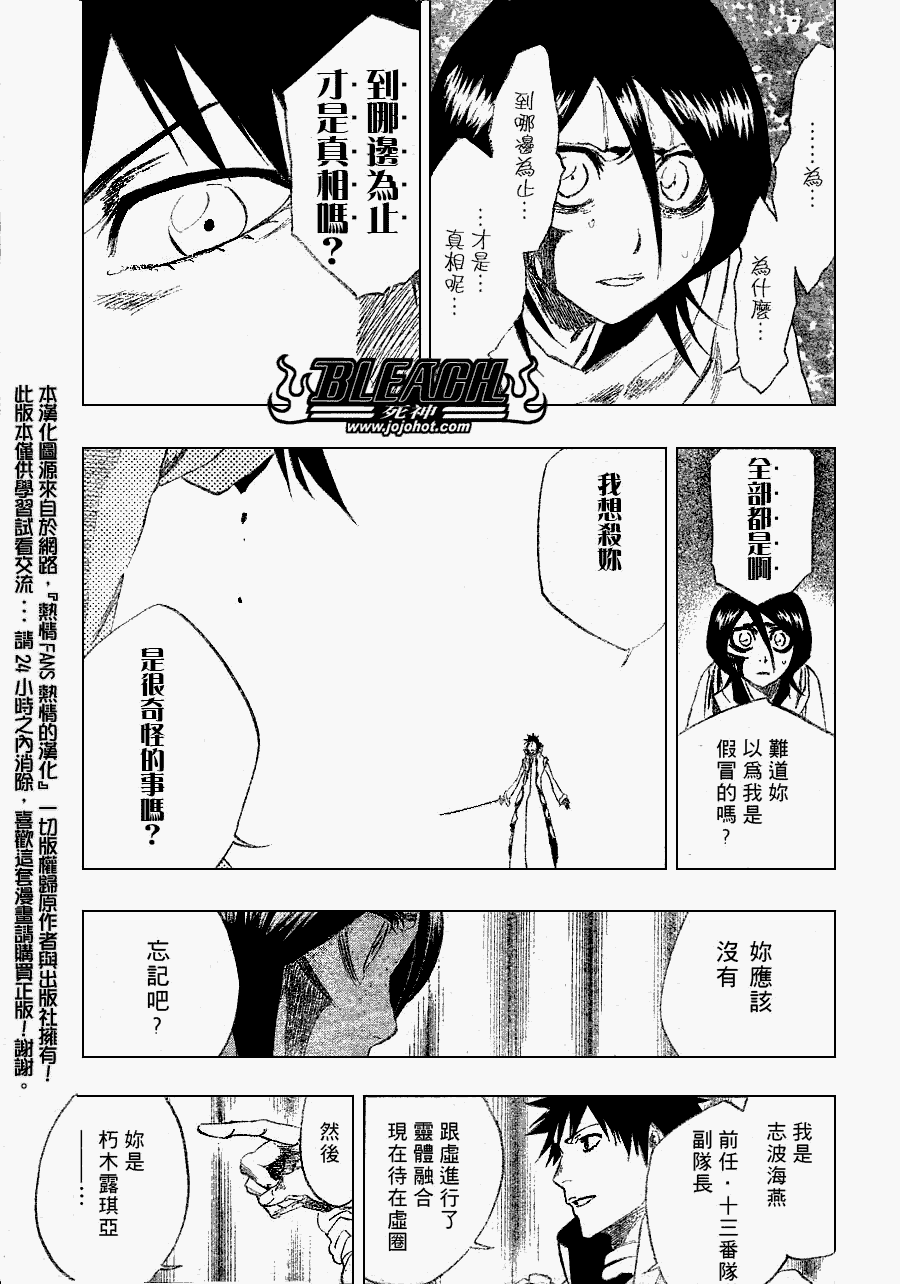 ……為
為什麼…
到哪邊為止…
…才是…
真相呢…
到哪邊為止
才是真相嗎？
BLEACH
死神
www.jojohot.com
全部都是啊
難道妳
以爲我是
假冒的嗎？
我想殺妳
是很奇怪的事嗎？
妳應該
沒有
忘記吧？
我是
志波海燕
前任．十三番隊
副隊長
跟虛進行了
靈體融合
現在待在虛圈
然後
妳是
朽木露琪亞
——…
本漢化圖源來自於網路，『熱情FANS熱情的漢化』一切版權歸原作者與出版社擁有！
此版本僅供學習試看交流…請24小時之內消除，喜歡這套漫畫請購買正版！謝謝。